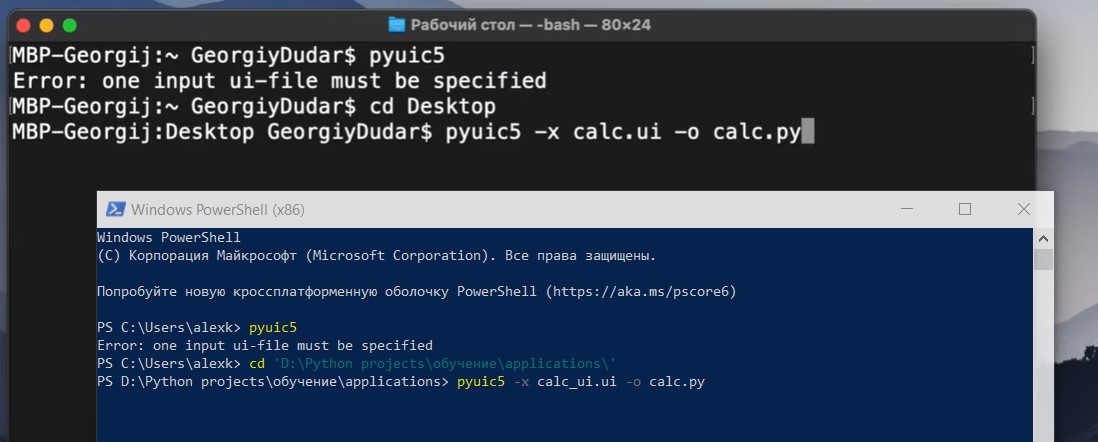 Рабочий стол — -bash — 80×24
[MBP-Georgij:~ GeorgiyDudar$ pyuic5 ]
Error: one input ui-file must be specified
[MBP-Georgij:~ GeorgiyDudar$ cd Desktop ]
MBP-Georgij:Desktop GeorgiyDudar$ pyuic5 -x calc.ui -o calc.py
Windows PowerShell (x86)
Windows PowerShell
(C) Корпорация Майкрософт (Microsoft Corporation). Все права защищены.
Попробуйте новую кроссплатформенную оболочку PowerShell (https://aka.ms/pscore6)
PS C:\Users\alexk> pyuic5
Error: one input ui-file must be specified
PS C:\Users\alexk> cd 'D:\Python projects\обучение\applications\'
PS D:\Python projects\обучение\applications> pyuic5 -x calc_ui.ui -o calc.py